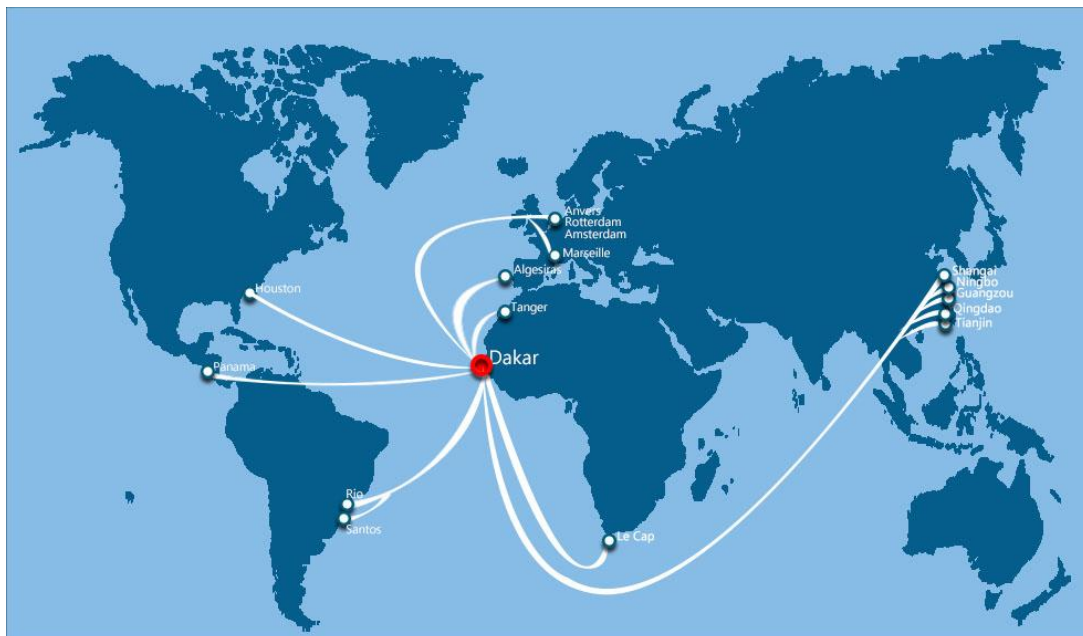 Anvers
Rotterdam
Amsterdam
Marseille
Algesiras
Tanger
Houston
Panama
Dakar
Shangai
Ningbo
Guangzou
Qingdao
Tianjin
Rio
Santos
Le Cap